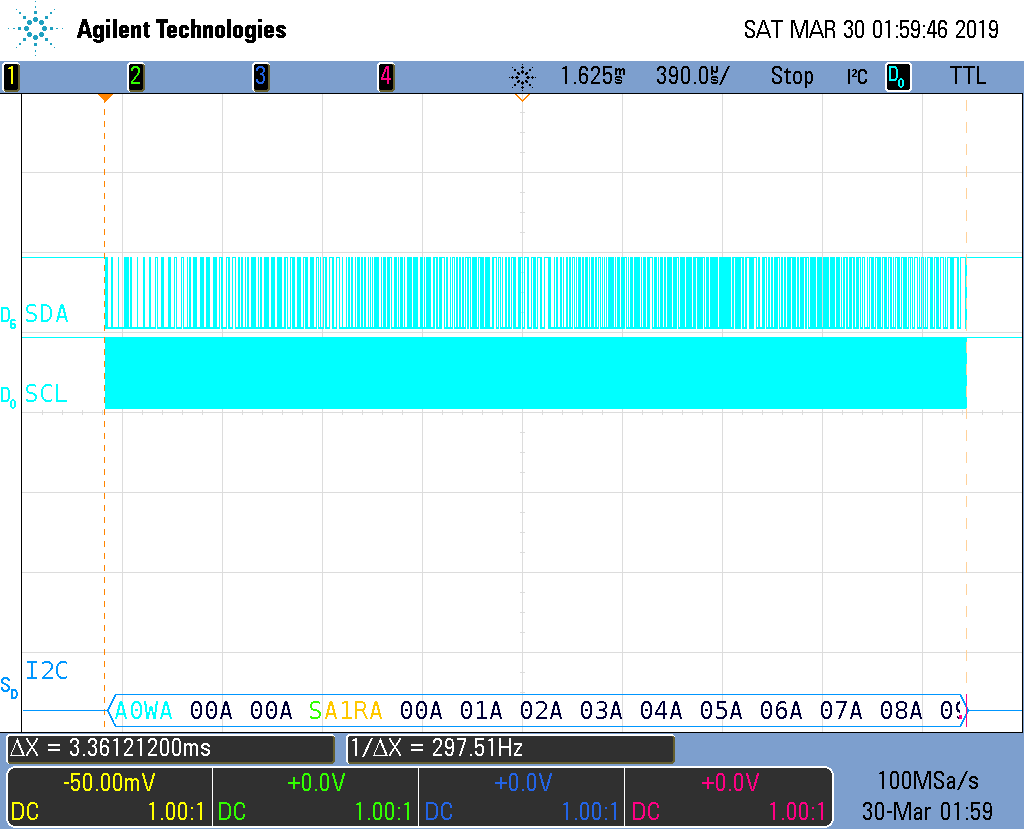 Agilent Technologies SAT MAR 30 01:59:46 2019
1 2 3 4 1.625ms 390.0us/ Stop I²C D0 TTL
D6 SDA
D0 SCL
I2C
SD
A0WA 00A 00A SA1RA 00A 01A 02A 03A 04A 05A 06A 07A 08A
ΔX = 3.36121200ms 1/ΔX = 297.51Hz
-50.00mV +0.0V +0.0V +0.0V 100MSa/s
DC 1.00:1 DC 1.00:1 DC 1.00:1 DC 1.00:1 30-Mar 01:59